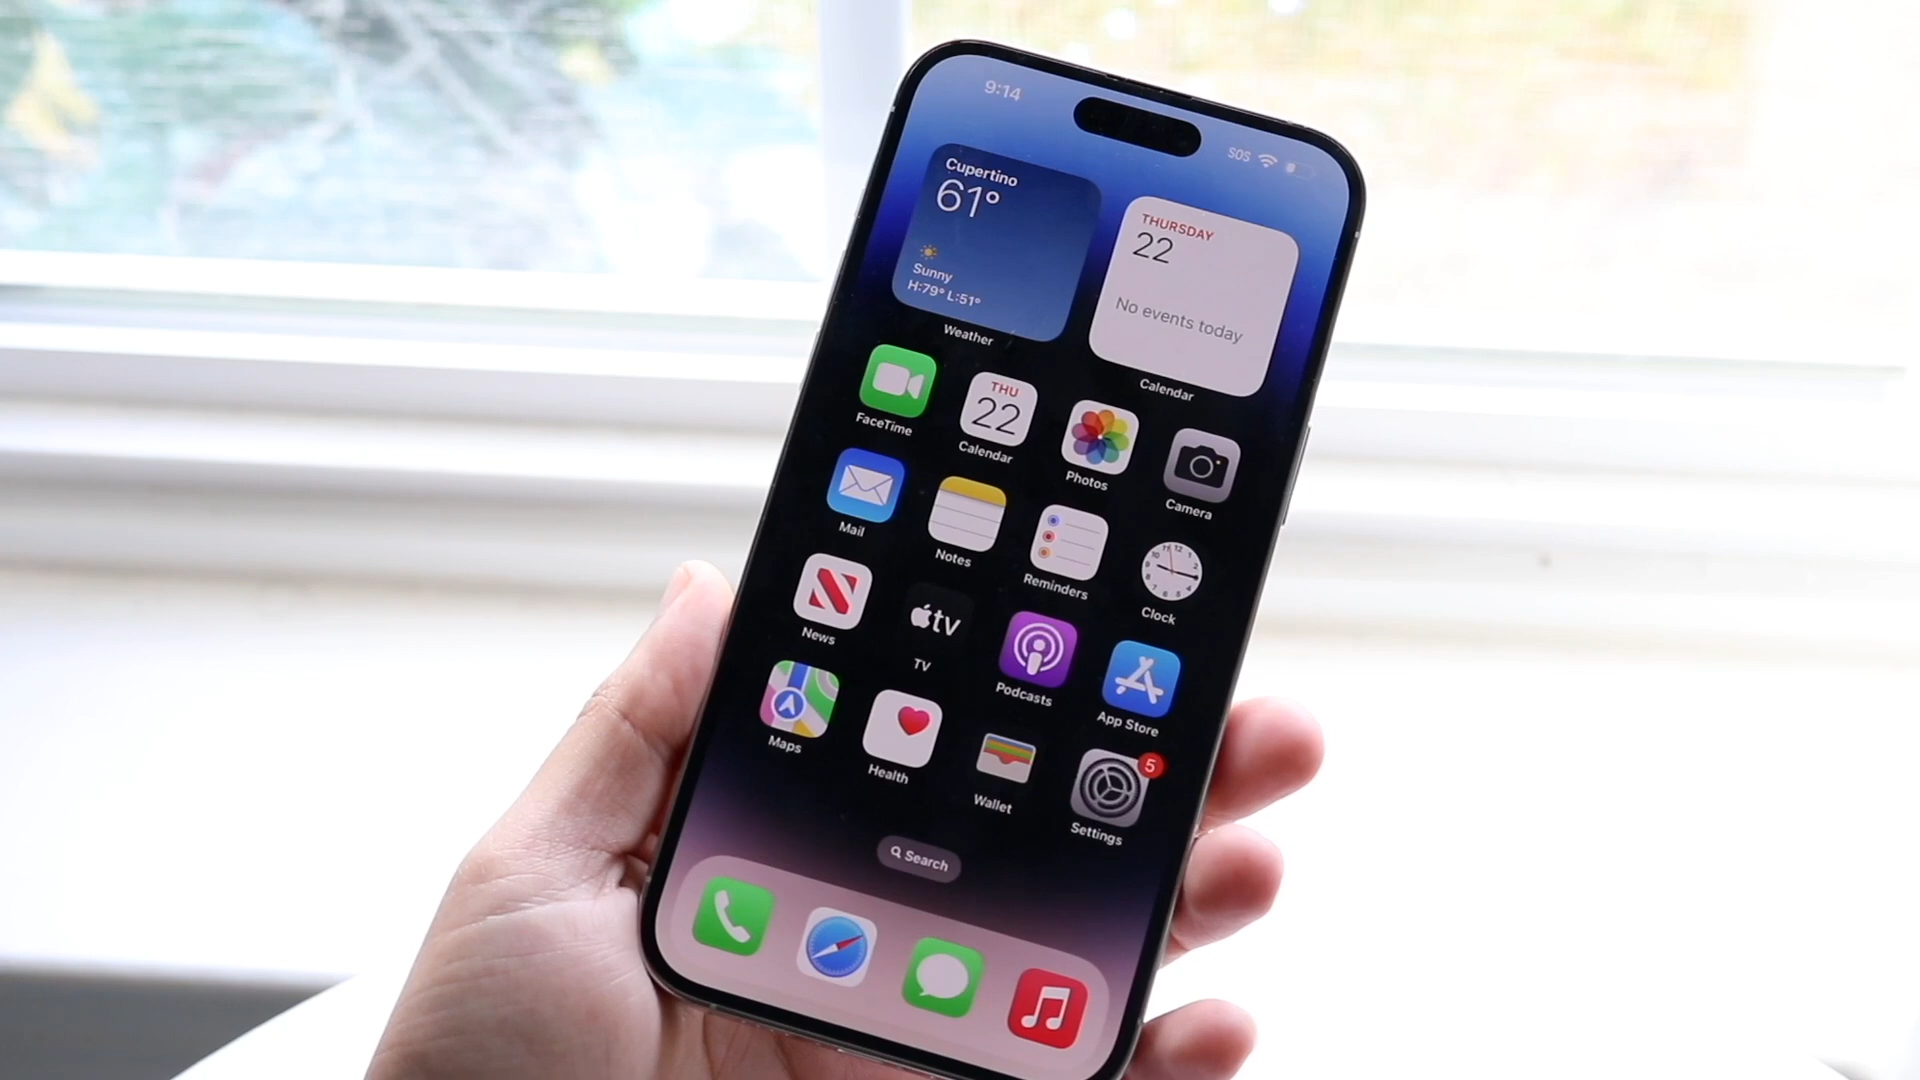 9:14
SOS
Cupertino
61°
Sunny
H:79° L:51°
Weather
THURSDAY
22
No events today
Calendar
FaceTime
THU
22
Calendar
Photos
Camera
Mail
Notes
Reminders
Clock
News
tv
TV
Podcasts
App Store
Maps
Health
Wallet
5
Settings
Search